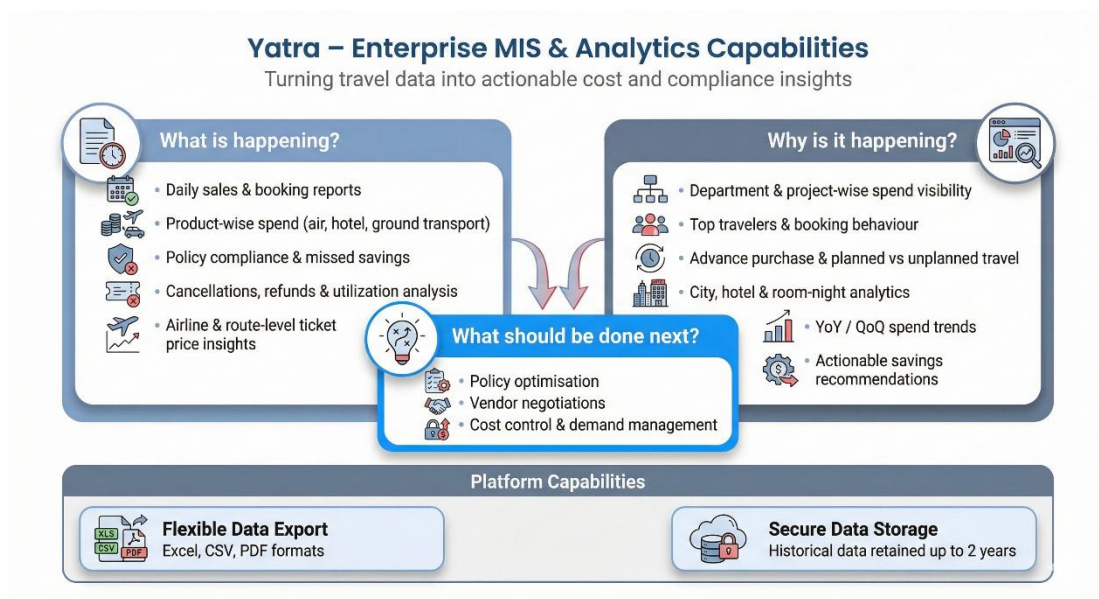 Yatra – Enterprise MIS & Analytics Capabilities
Turning travel data into actionable cost and compliance insights
What is happening?
• Daily sales & booking reports
• Product-wise spend (air, hotel, ground transport)
• Policy compliance & missed savings
• Cancellations, refunds & utilization analysis
• Airline & route-level ticket
price insights
Why is it happening?
• Department & project-wise spend visibility
• Top travelers & booking behaviour
• Advance purchase & planned vs unplanned travel
• City, hotel & room-night analytics
• YoY / QoQ spend trends
• Actionable savings
recommendations
What should be done next?
• Policy optimisation
• Vendor negotiations
• Cost control & demand management
Platform Capabilities
XLS
CSV
PDF
Flexible Data Export
Excel, CSV, PDF formats
Secure Data Storage
Historical data retained up to 2 years